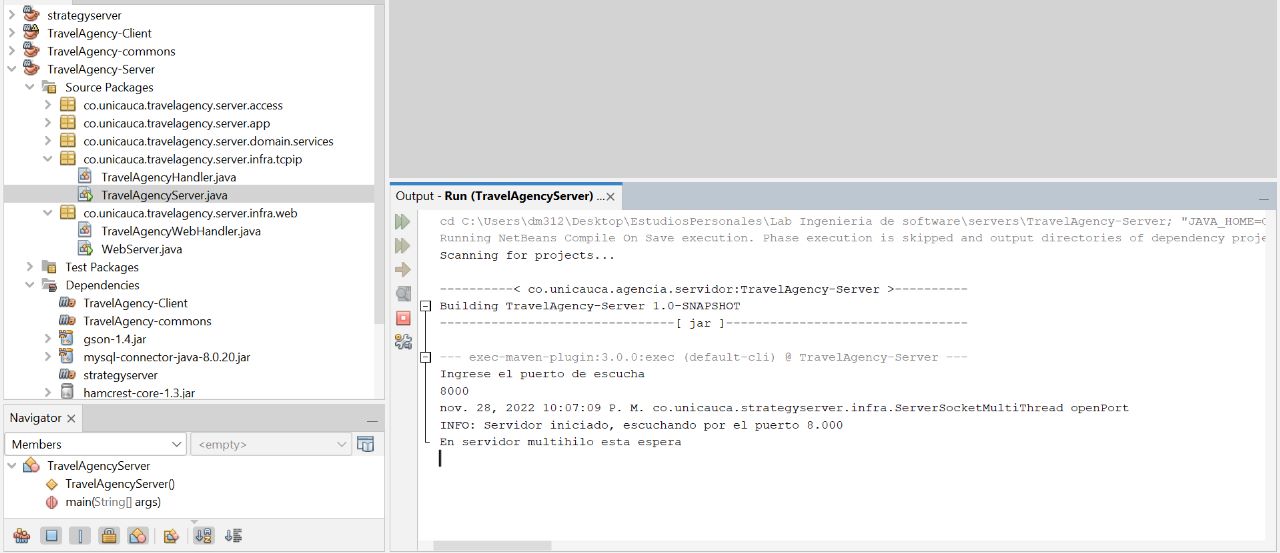 strategyserver
TravelAgency-Client
TravelAgency-commons
TravelAgency-Server
Source Packages
co.unicauca.travelagency.server.access
co.unicauca.travelagency.server.app
co.unicauca.travelagency.server.domain.services
co.unicauca.travelagency.server.infra.tcpip
TravelAgencyHandler.java
TravelAgencyServer.java
co.unicauca.travelagency.server.infra.web
TravelAgencyWebHandler.java
WebServer.java
Test Packages
Dependencies
TravelAgency-Client
TravelAgency-commons
gson-1.4.jar
mysql-connector-java-8.0.20.jar
strategyserver
hamcrest-core-1.3.jar
Navigator
Members
<empty>
TravelAgencyServer
TravelAgencyServer()
main(String[] args)
Output - Run (TravelAgencyServer) ...
cd C:\Users\dm312\Desktop\EstudiosPersonales\Lab Ingenieria de software\servers\TravelAgency-Server; "JAVA_HOME=
Running NetBeans Compile On Save execution. Phase execution is skipped and output directories of dependency proje
Scanning for projects...
----------< co.unicauca.agencia.servidor:TravelAgency-Server >----------
Building TravelAgency-Server 1.0-SNAPSHOT
--------------------------------[ jar ]---------------------------------
--- exec-maven-plugin:3.0.0:exec (default-cli) @ TravelAgency-Server ---
Ingrese el puerto de escucha
8000
nov. 28, 2022 10:07:09 P. M. co.unicauca.strategyserver.infra.ServerSocketMultiThread openPort
INFO: Servidor iniciado, escuchando por el puerto 8.000
En servidor multihilo esta espera